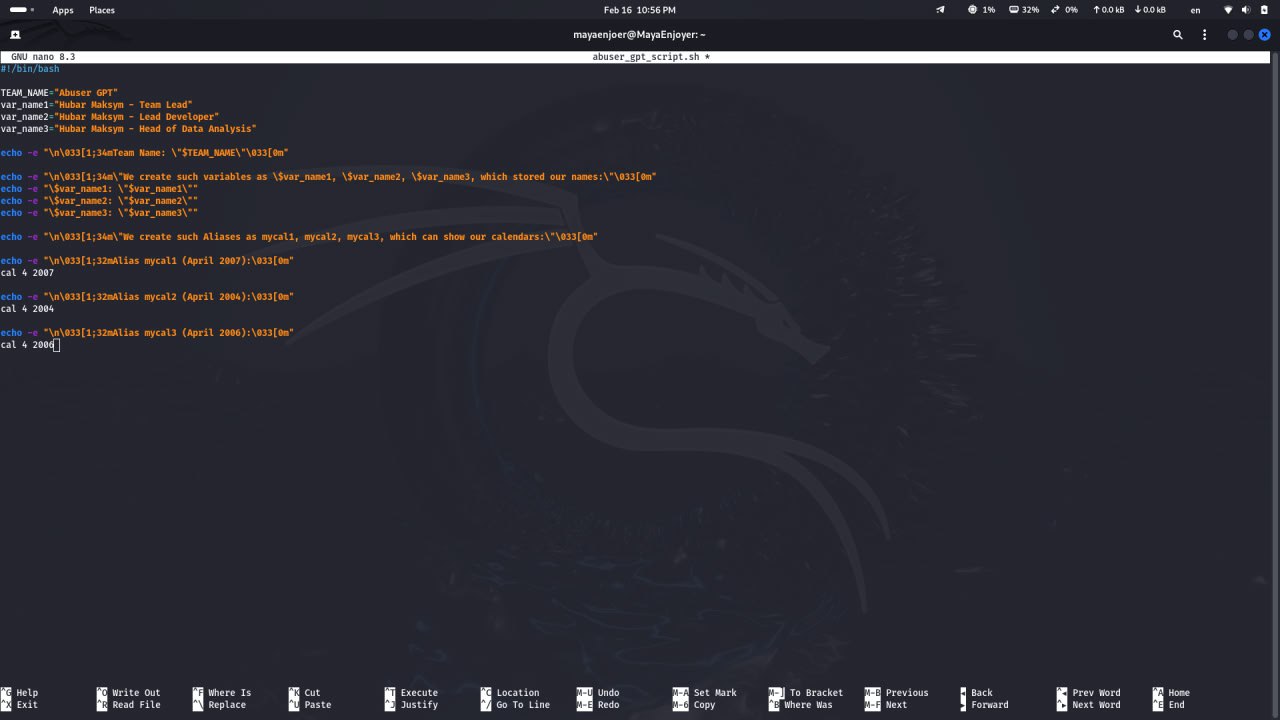 Apps Places Feb 16 10:56 PM 1% 32% 0% 0.0 kB 0.0 kB en
mayaenjoer@MayaEnjoyer: ~
GNU nano 8.3 abuser_gpt_script.sh *
#!/bin/bash
TEAM_NAME="Abuser GPT"
var_name1="Hubar Maksym - Team Lead"
var_name2="Hubar Maksym - Lead Developer"
var_name3="Hubar Maksym - Head of Data Analysis"
echo -e "\n\033[1;34mTeam Name: \"$TEAM_NAME\"\033[0m"
echo -e "\n\033[1;34m\"We create such variables as \$var_name1, \$var_name2, \$var_name3, which stored our names:\"\033[0m"
echo -e "\$var_name1: \"$var_name1\""
echo -e "\$var_name2: \"$var_name2\""
echo -e "\$var_name3: \"$var_name3\""
echo -e "\n\033[1;34m\"We create such Aliases as mycal1, mycal2, mycal3, which can show our calendars:\"\033[0m"
echo -e "\n\033[1;32mAlias mycal1 (April 2007):\033[0m"
cal 4 2007
echo -e "\n\033[1;32mAlias mycal2 (April 2004):\033[0m"
cal 4 2004
echo -e "\n\033[1;32mAlias mycal3 (April 2006):\033[0m"
cal 4 2006
^G Help ^O Write Out ^F Where Is ^K Cut ^T Execute ^C Location M-U Undo M-A Set Mark M-] To Bracket M-B Previous ◂ Back ^◂ Prev Word ^A Home
^X Exit ^R Read File ^\ Replace ^U Paste ^J Justify ^/ Go To Line M-E Redo M-6 Copy ^B Where Was M-F Next ▸ Forward ^▸ Next Word ^E End